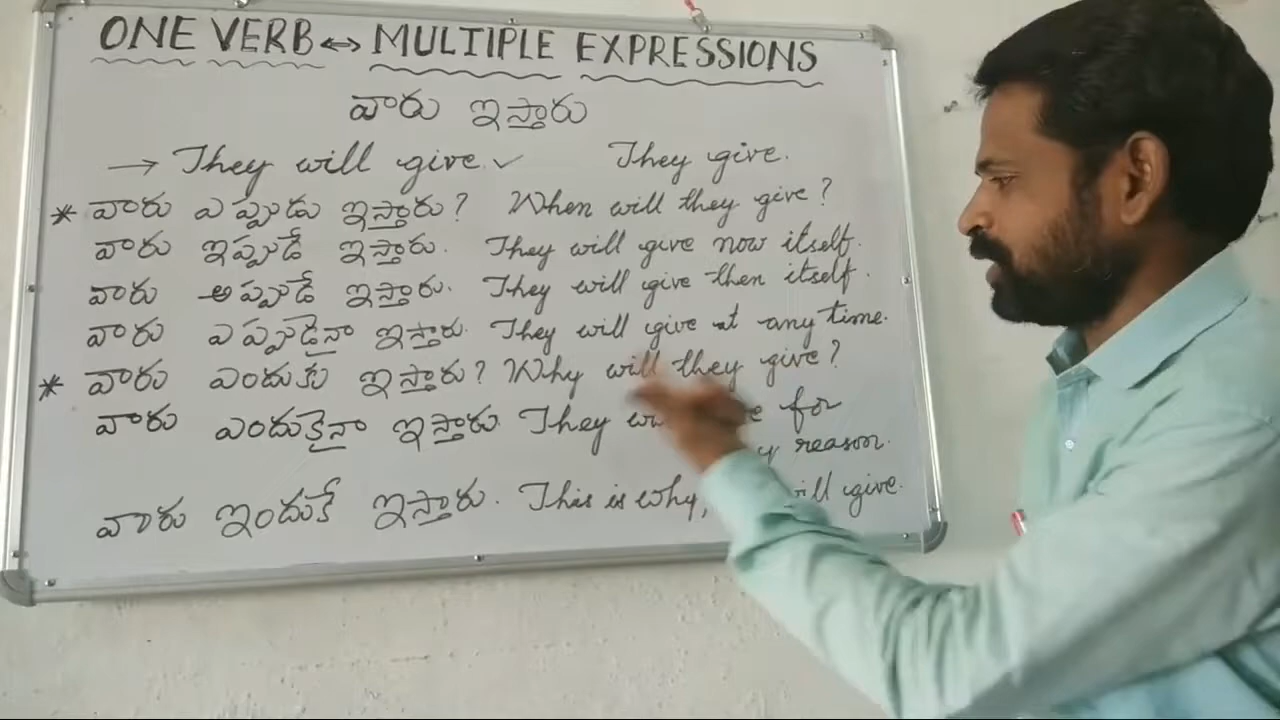 ONE VERB ↔ MULTIPLE EXPRESSIONS
వారు ఇస్తారు
→ They will give. ✓ They give.
* వారు ఎప్పుడు ఇస్తారు? When will they give?
వారు ఇప్పుడే ఇస్తారు. They will give now itself.
వారు అప్పుడే ఇస్తారు. They will give then itself.
వారు ఎప్పుడైనా ఇస్తారు. They will give at any time.
* వారు ఎందుకు ఇస్తారు? Why will they give?
వారు ఎందుకైనా ఇస్తారు. They for
reason.
వారు ఇందుకే ఇస్తారు. This is why, give.